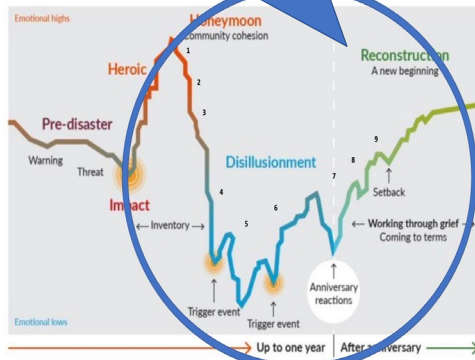 Emotional highs
Honeymoon
Community cohesion
Heroic
Reconstruction
A new beginning
Pre-disaster
Warning
Threat
Impact
Inventory
Disillusionment
1
2
3
4
5
6
7
8
9
Setback
Working through grief
Coming to terms
Trigger event
Trigger event
Anniversary
reactions
Emotional lows
Up to one year
After anniversary